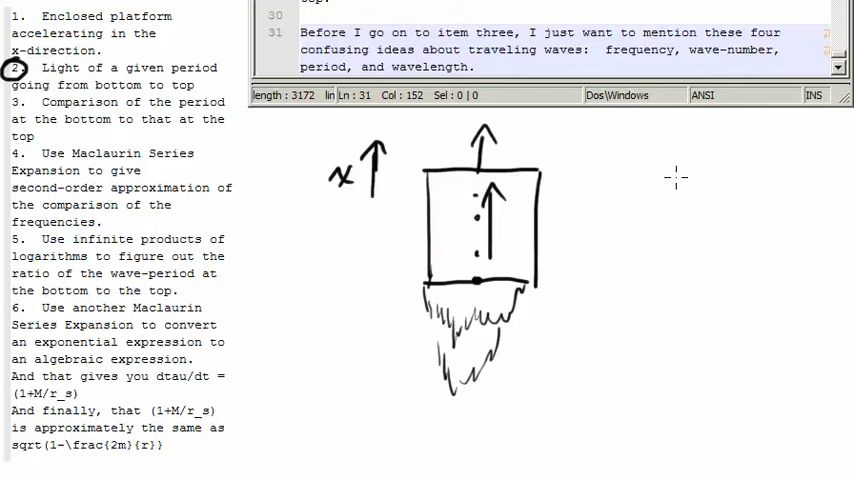 1.  Enclosed platform
accelerating in the
x-direction.
2.  Light of a given period
going from bottom to top
3.  Comparison of the period
at the bottom to that at the
top
4.  Use Maclaurin Series
Expansion to give
second-order approximation of
the comparison of the
frequencies.
5.  Use infinite products of
logarithms to figure out the
ratio of the wave-period at
the bottom to the top.
6.  Use another Maclaurin
Series Expansion to convert
an exponential expression to
an algebraic expression.
And that gives you dtau/dt =
(1+M/r_s)
And finally, that (1+M/r_s)
is approximately the same as
sqrt(1-\frac{2m}{r})
30
31 Before I go on to item three, I just want to mention these four
confusing ideas about traveling waves:  frequency, wave-number,
period, and wavelength.
length : 3172 lin Ln : 31 Col : 152 Sel : 0 | 0 Dos\Windows ANSI INS
x